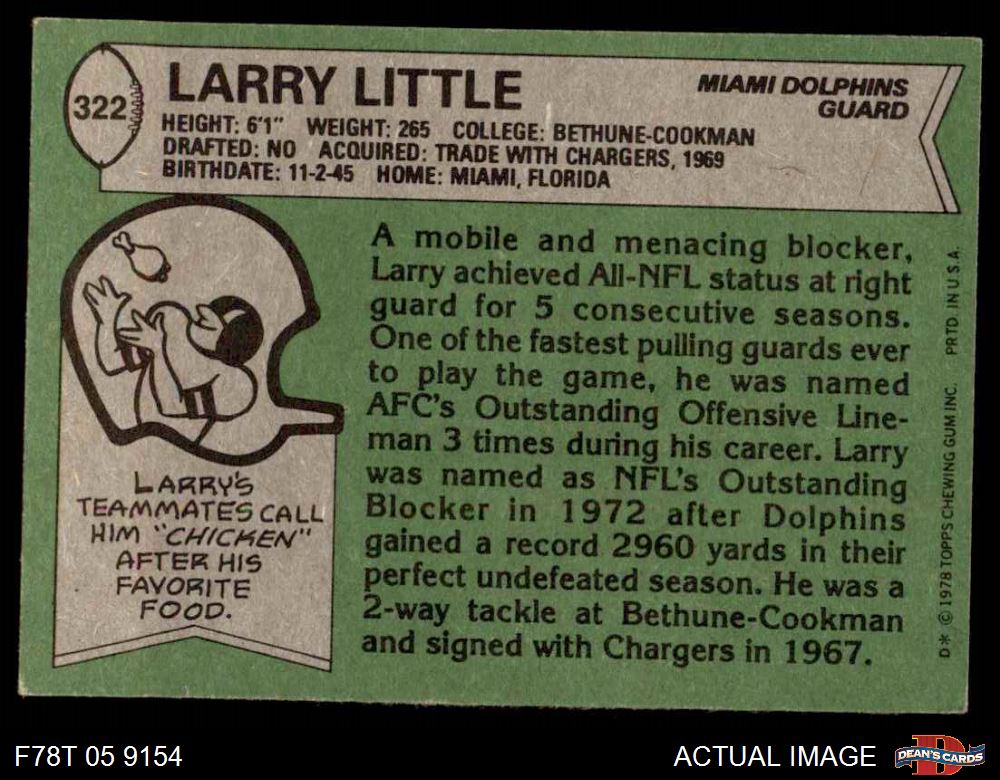 322
LARRY LITTLE
MIAMI DOLPHINS
GUARD
HEIGHT: 6'1" WEIGHT: 265 COLLEGE: BETHUNE-COOKMAN
DRAFTED: NO ACQUIRED: TRADE WITH CHARGERS, 1969
BIRTHDATE: 11-2-45 HOME: MIAMI, FLORIDA
LARRY'S
TEAMMATES CALL
HIM "CHICKEN"
AFTER HIS
FAVORITE
FOOD.
A mobile and menacing blocker,
Larry achieved All-NFL status at right
guard for 5 consecutive seasons.
One of the fastest pulling guards ever
to play the game, he was named
AFC's Outstanding Offensive Line-
man 3 times during his career. Larry
was named as NFL's Outstanding
Blocker in 1972 after Dolphins
gained a record 2960 yards in their
perfect undefeated season. He was a
2-way tackle at Bethune-Cookman
and signed with Chargers in 1967.
D* © 1978 TOPPS CHEWING GUM INC. PRTD. IN U.S.A.
F78T 05 9154
ACTUAL IMAGE
D
DEAN'S CARDS